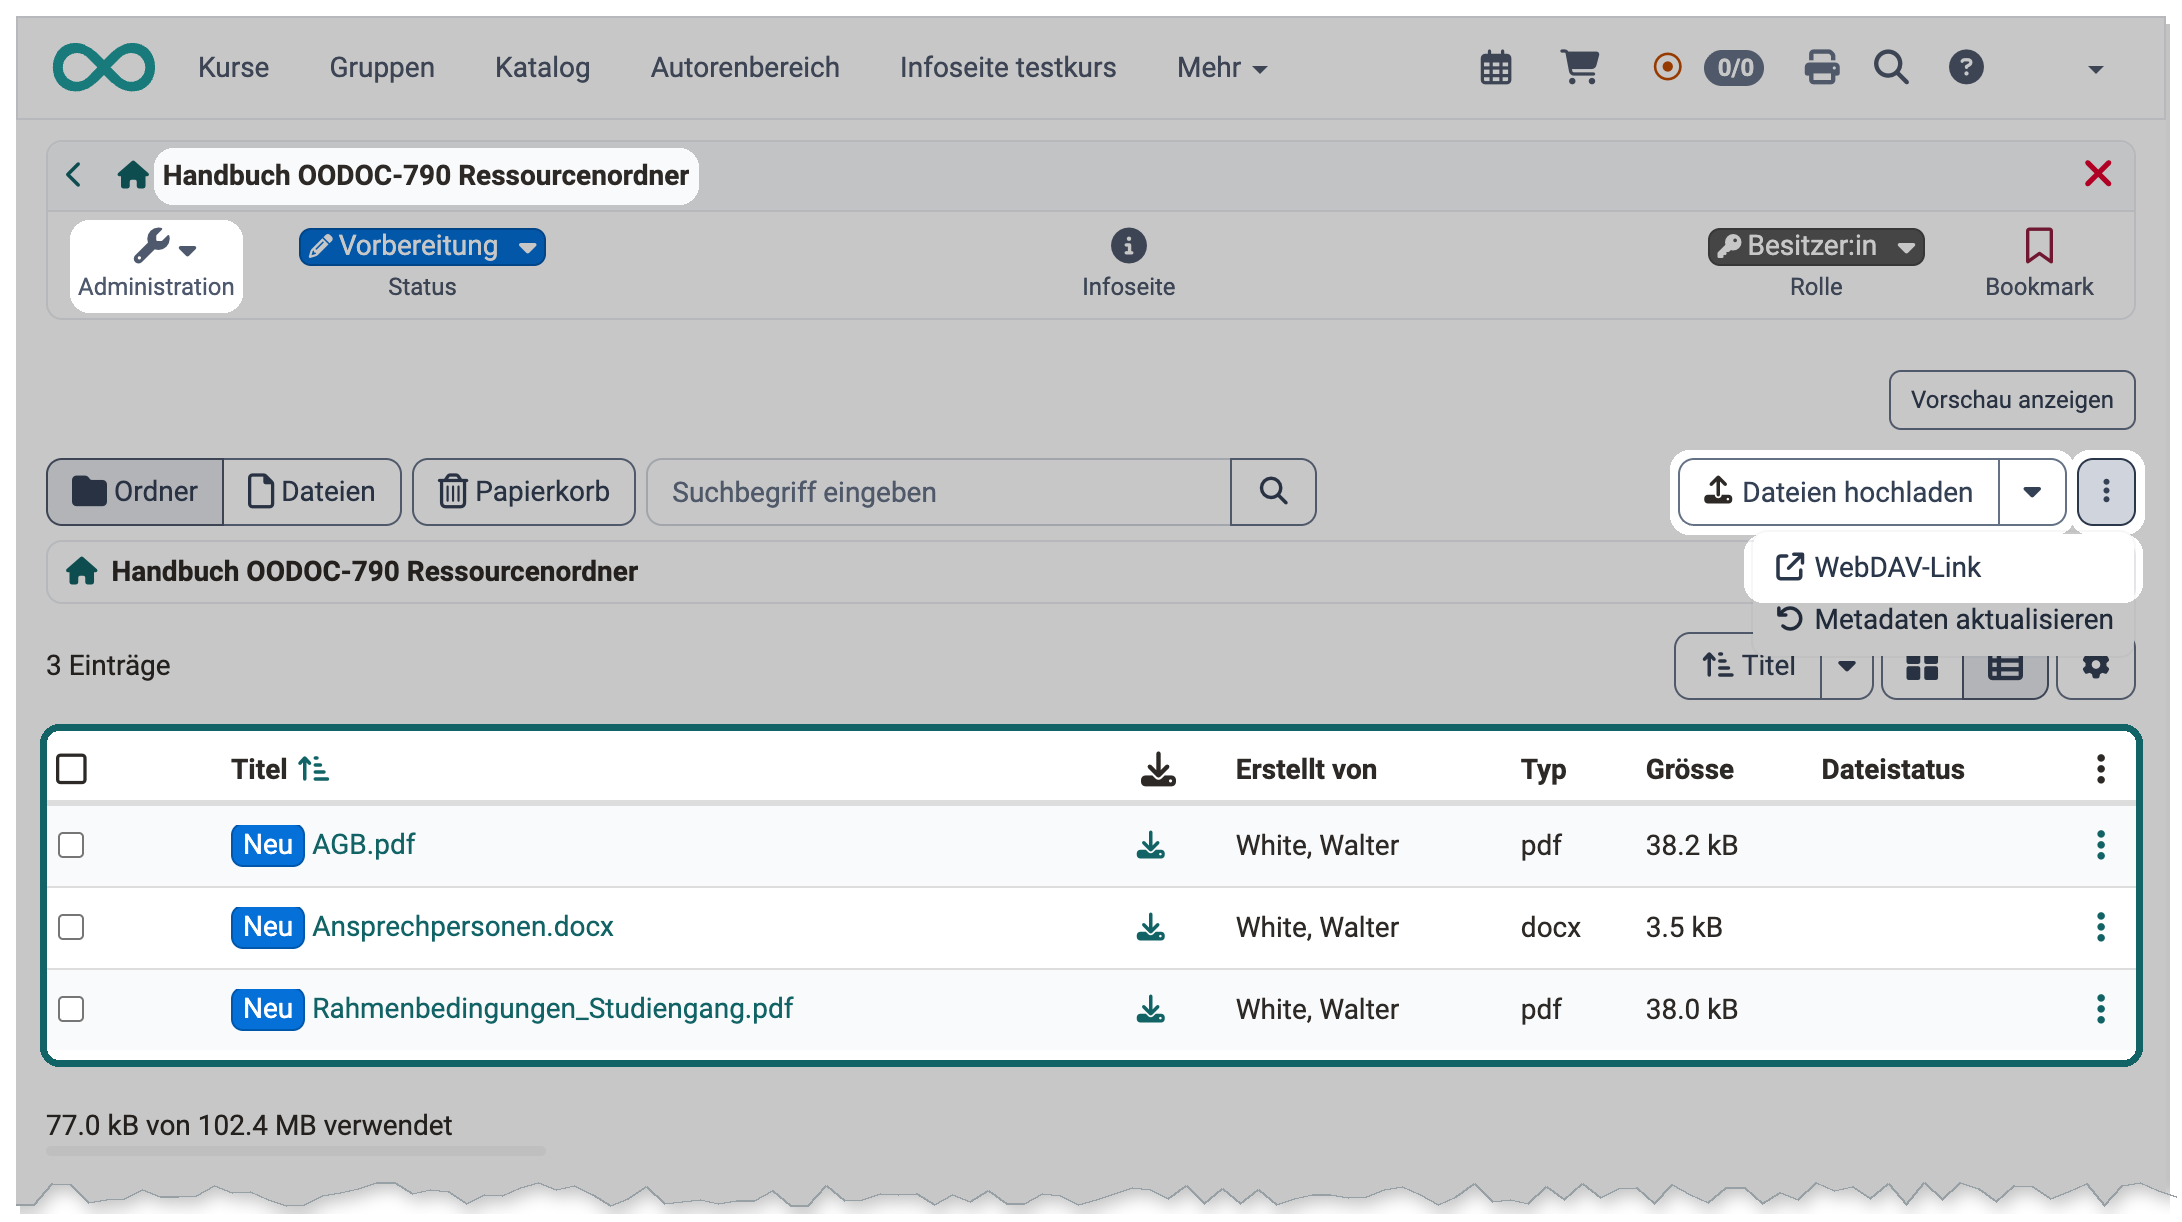 Kurse Gruppen Katalog Autorenbereich Infoseite testkurs Mehr 0/0 ?
Handbuch OODOC-790 Ressourcenordner
Vorbereitung Besitzer:in
Administration Status Infoseite Rolle Bookmark
Vorschau anzeigen
Ordner Dateien Papierkorb Suchbegriff eingeben Dateien hochladen
WebDAV-Link
Handbuch OODOC-790 Ressourcenordner
Metadaten aktualisieren
3 Einträge Titel
Titel Erstellt von Typ Grösse Dateistatus
Neu AGB.pdf White, Walter pdf 38.2 kB
Neu Ansprechpersonen.docx White, Walter docx 3.5 kB
Neu Rahmenbedingungen_Studiengang.pdf White, Walter pdf 38.0 kB
77.0 kB von 102.4 MB verwendet